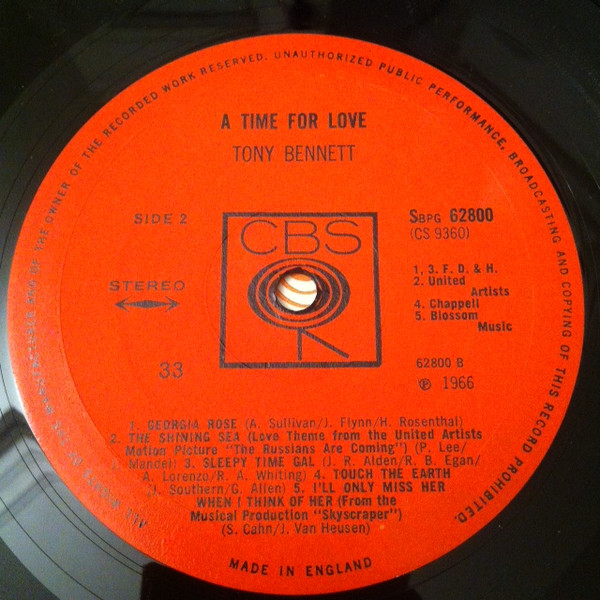 ALL RIGHTS OF THE MANUFACTURER AND OF THE OWNER OF THE RECORDED WORK RESERVED. UNAUTHORIZED PUBLIC PERFORMANCE, BROADCASTING AND COPYING OF THIS RECORD PROHIBITED.
A TIME FOR LOVE
TONY BENNETT
SIDE 2
SBPG 62800
(CS 9360)
CBS
STEREO
1, 3. F. D. & H.
2. United
Artists
4. Chappell
5. Blossom
Music
33
62800 B
℗ 1966
1. GEORGIA ROSE (A. Sullivan/J. Flynn/H. Rosenthal)
2. THE SHINING SEA (Love Theme from the United Artists
Motion Picture "The Russians Are Coming") (P. Lee/
J. Mandel) 3. SLEEPY TIME GAL (J. R. Alden/R. B. Egan/
A. Lorenzo/R. A. Whiting) 4. TOUCH THE EARTH
(J. Southern/G. Allen) 5. I'LL ONLY MISS HER
WHEN I THINK OF HER (From the
Musical Production "Skyscraper")
(S. Cahn/J. Van Heusen)
MADE IN ENGLAND